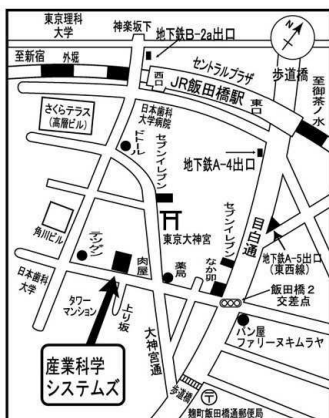 東京理科
大学
神楽坂下
地下鉄B-2a出口
N
至新宿
外堀
セントラルプラザ
歩道橋
西口
JR飯田橋駅
東口
至御茶ノ水
さくらテラス
(高層ビル)
日本歯科
大学病院
ドトール
セブンイレブン
地下鉄A-4出口
東京大神宮
セブンイレブン
目白通
地下鉄A-5出口
(東西線)
角川ビル
テンテン
肉屋
薬局
なか卯
飯田橋2
交差点
日本歯科
大学
タワー
マンション
上り坂
大神宮通
パン屋
ファリーヌキムラヤ
産業科学
システムズ
歩道橋
〒
麹町飯田橋通郵便局